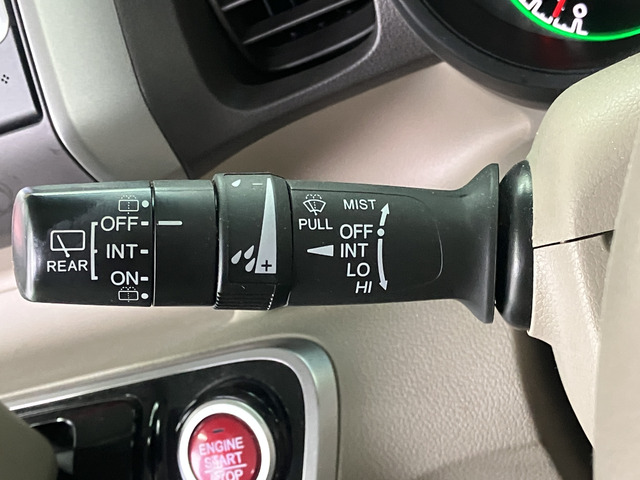 REAR
OFF
INT
ON
- 
+
PULL
MIST
OFF
INT
LO
HI
ENGINE
START
STOP